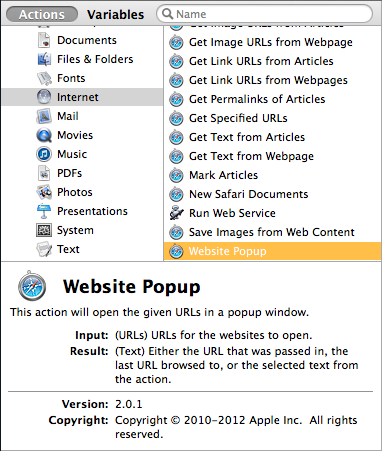 Actions Variables Name
Documents
Files & Folders
Fonts
Internet
Mail
Movies
Music
PDFs
Photos
Presentations
System
Text
Get Image URLs from Articles
Get Image URLs from Webpage
Get Link URLs from Articles
Get Link URLs from Webpages
Get Permalinks of Articles
Get Specified URLs
Get Text from Articles
Get Text from Webpage
Mark Articles
New Safari Documents
Run Web Service
Save Images from Web Content
Website Popup
Website Popup
This action will open the given URLs in a popup window.
Input: (URLs) URLs for the websites to open.
Result: (Text) Either the URL that was passed in, the
last URL browsed to, or the selected text from
the action.
Version: 2.0.1
Copyright: Copyright © 2010-2012 Apple Inc. All rights
reserved.